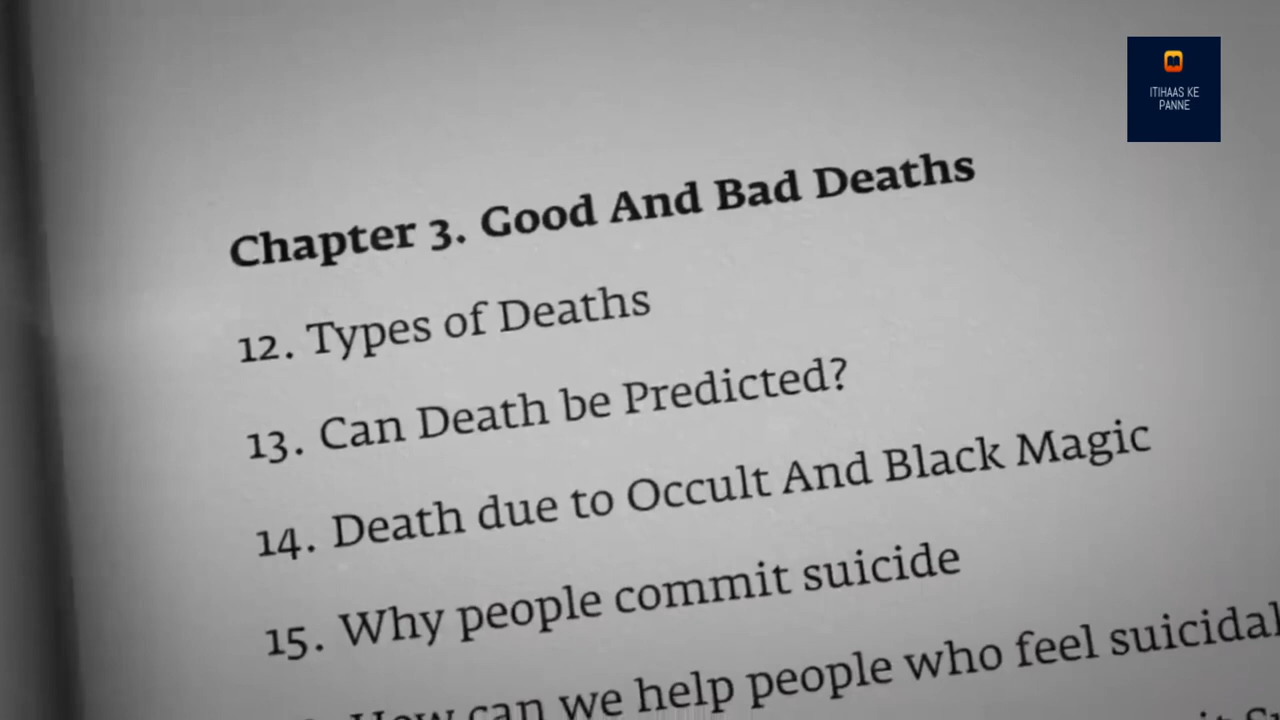 ITIHAAS KE
PANNE
Chapter 3. Good And Bad Deaths
12. Types of Deaths
13. Can Death be Predicted?
14. Death due to Occult And Black Magic
15. Why people commit suicide
How can we help people who feel suicidal